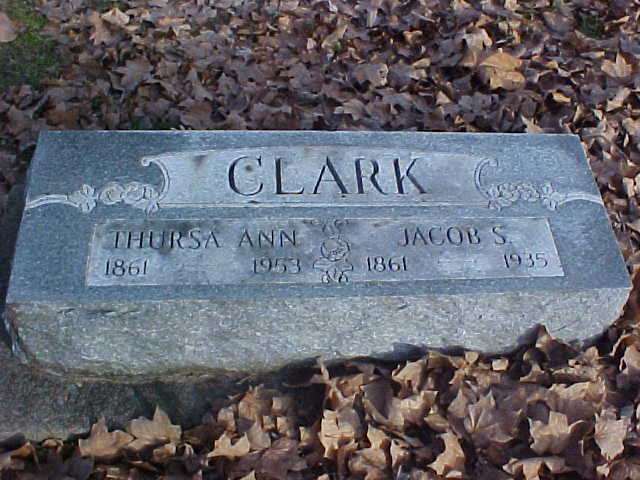 CLARK
THURSA ANN JACOB S.
1861 1953 1861 1935